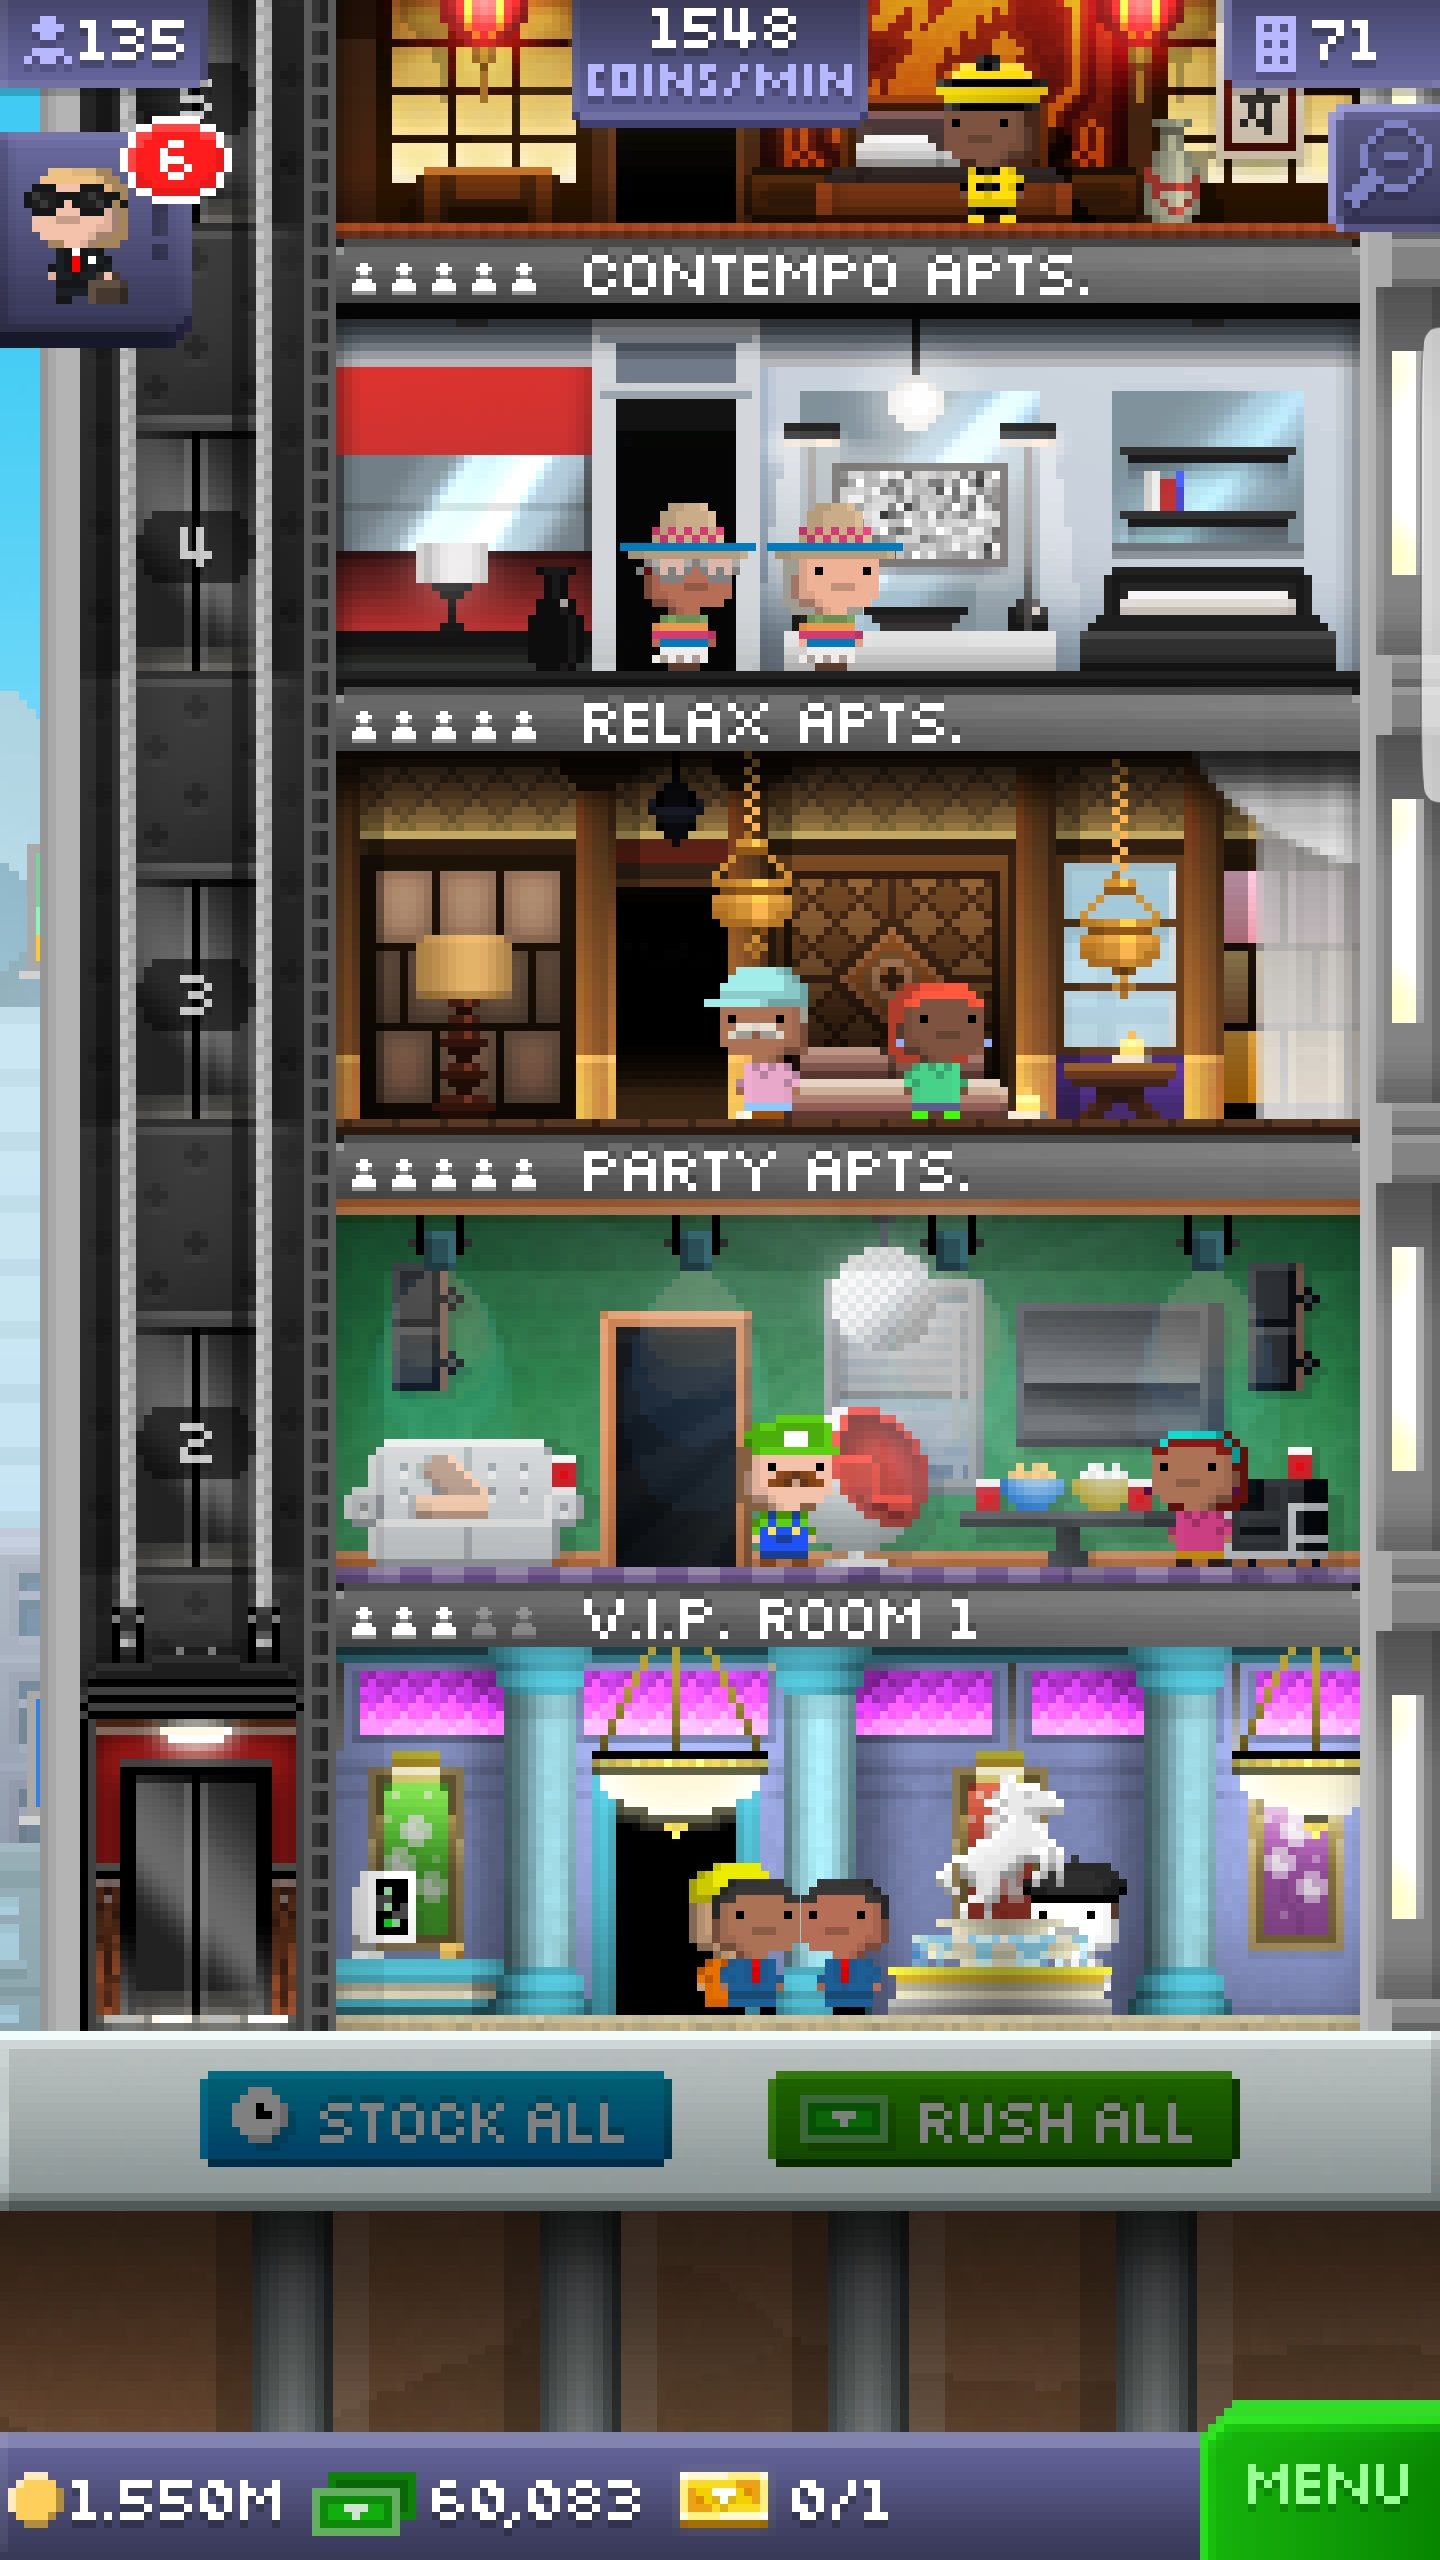 135
1548
COINS/MIN
71
5
6
CONTEMPO APTS.
4
RELAX APTS.
3
PARTY APTS.
2
V.I.P. ROOM 1
STOCK ALL
RUSH ALL
1.550M
60,083
0/1
MENU